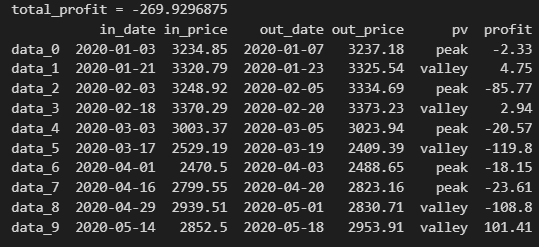 total_profit = -269.9296875
in_date in_price out_date out_price pv profit
data_0 2020-01-03 3234.85 2020-01-07 3237.18 peak -2.33
data_1 2020-01-21 3320.79 2020-01-23 3325.54 valley 4.75
data_2 2020-02-03 3248.92 2020-02-05 3334.69 peak -85.77
data_3 2020-02-18 3370.29 2020-02-20 3373.23 valley 2.94
data_4 2020-03-03 3003.37 2020-03-05 3023.94 peak -20.57
data_5 2020-03-17 2529.19 2020-03-19 2409.39 valley -119.8
data_6 2020-04-01 2470.5 2020-04-03 2488.65 peak -18.15
data_7 2020-04-16 2799.55 2020-04-20 2823.16 peak -23.61
data_8 2020-04-29 2939.51 2020-05-01 2830.71 valley -108.8
data_9 2020-05-14 2852.5 2020-05-18 2953.91 valley 101.41